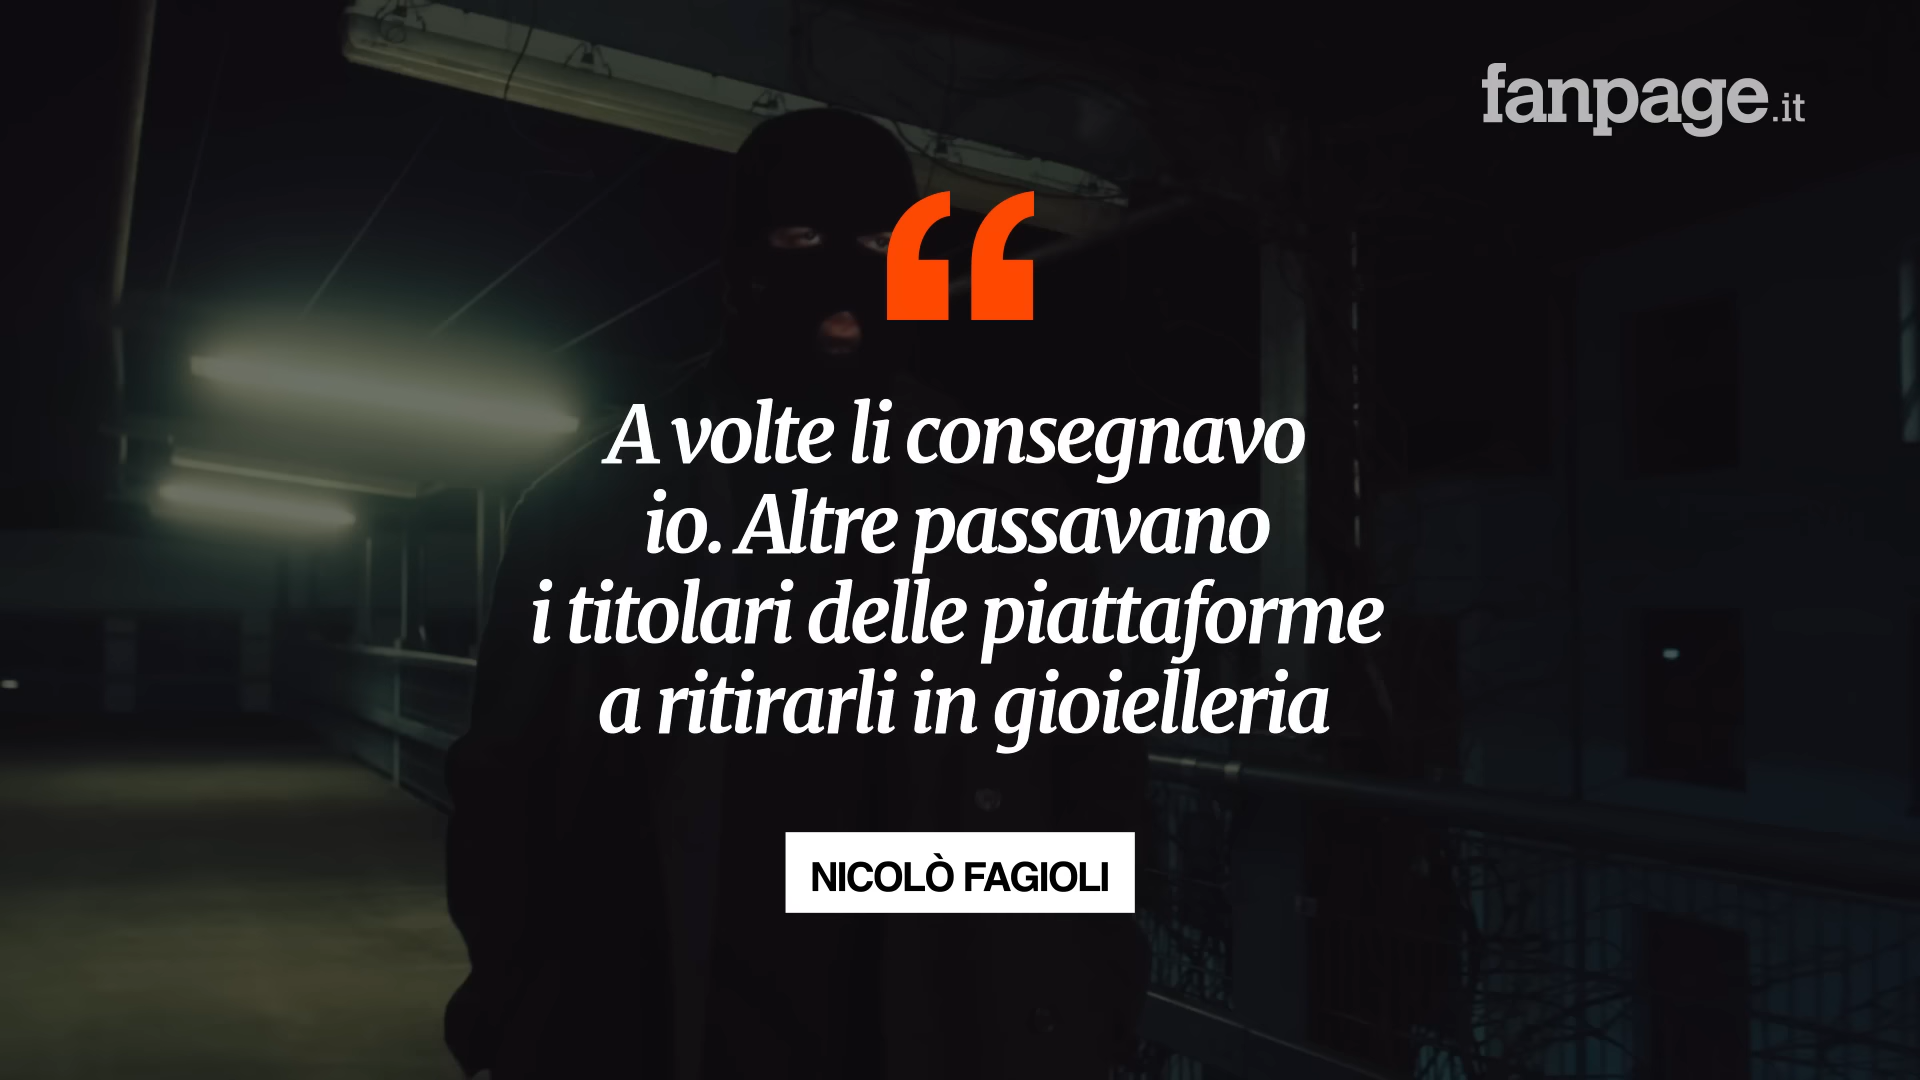 fanpage.it
“
A volte li consegnavo
io. Altre passavano
i titolari delle piattaforme
a ritirarli in gioielleria
NICOLÒ FAGIOLI